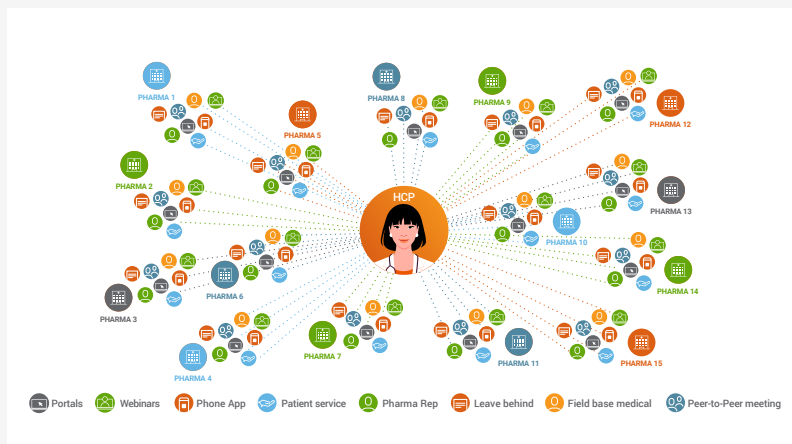 PHARMA 1
PHARMA 8
PHARMA 9
PHARMA 12
PHARMA 5
PHARMA 2
HCP
PHARMA 13
PHARMA 10
PHARMA 6
PHARMA 14
PHARMA 3
PHARMA 7
PHARMA 11
PHARMA 15
PHARMA 4
Portals Webinars Phone App Patient service Pharma Rep Leave behind Field base medical Peer-to-Peer meeting